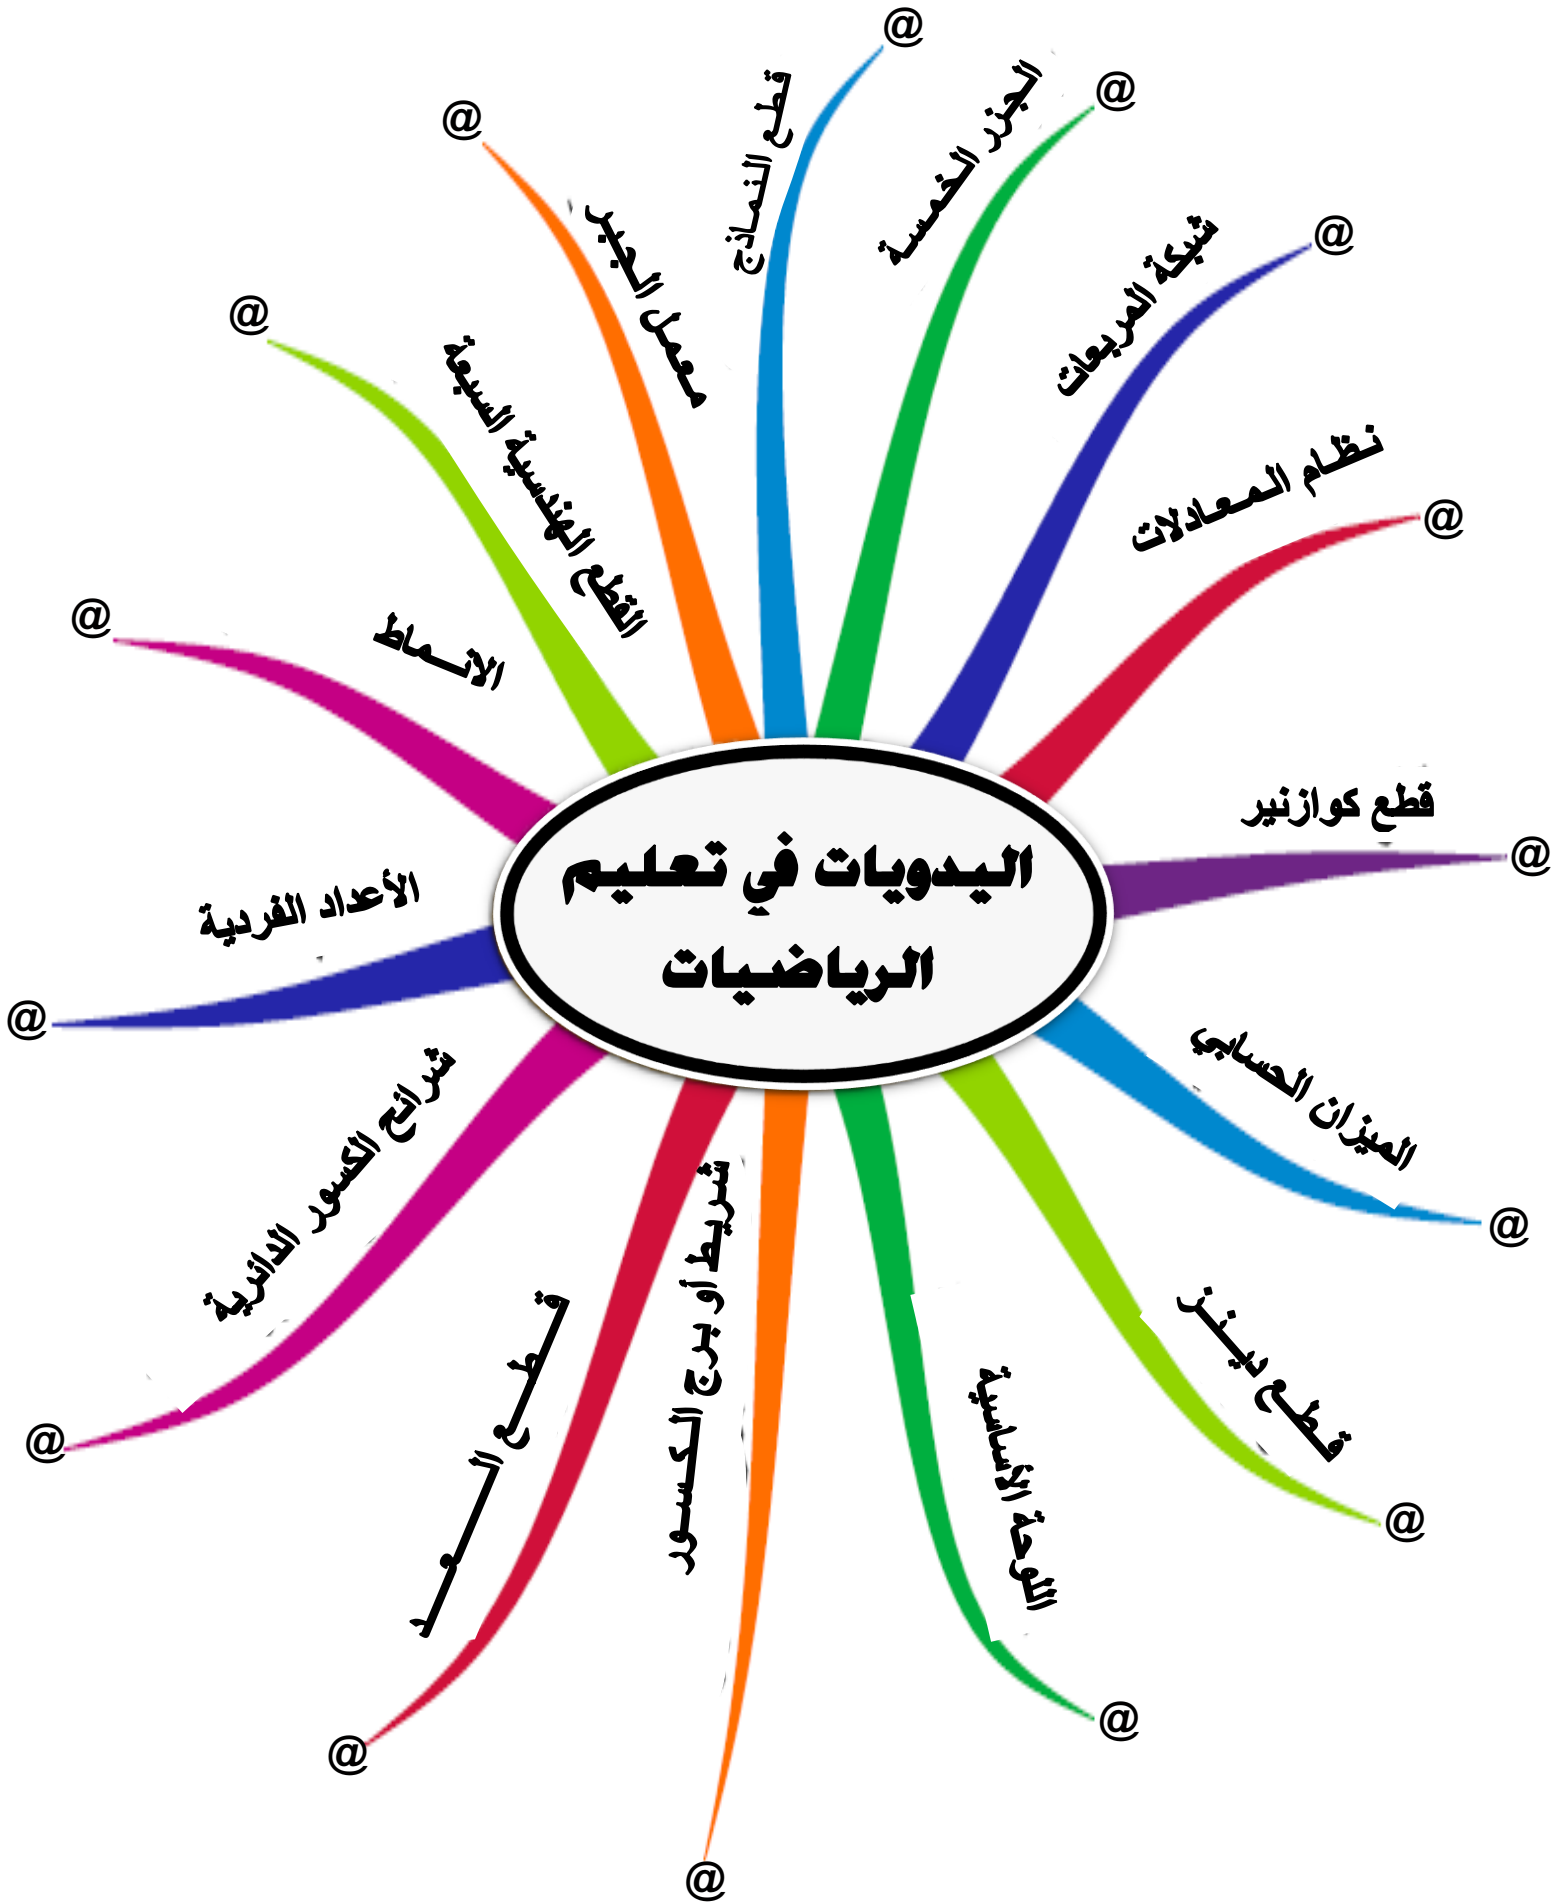 اليدويات في تعليم
الرياضيات
@
قطع النماذج
@
الجزر الخمسة
@
شبكة المربعات
@
نظام المعادلات
@
قطع كوازنير
@
الميزان الحسابي
@
قطع دينز
@
اللوحة الأساسية
@
شريط أو برج الكسور
@
قطع العد
@
شرائح الكسور الدائرية
@
الأعداد الفردية
@
الانماط
@
القطع الهندسية السبعة
@
معمل الجبر
@